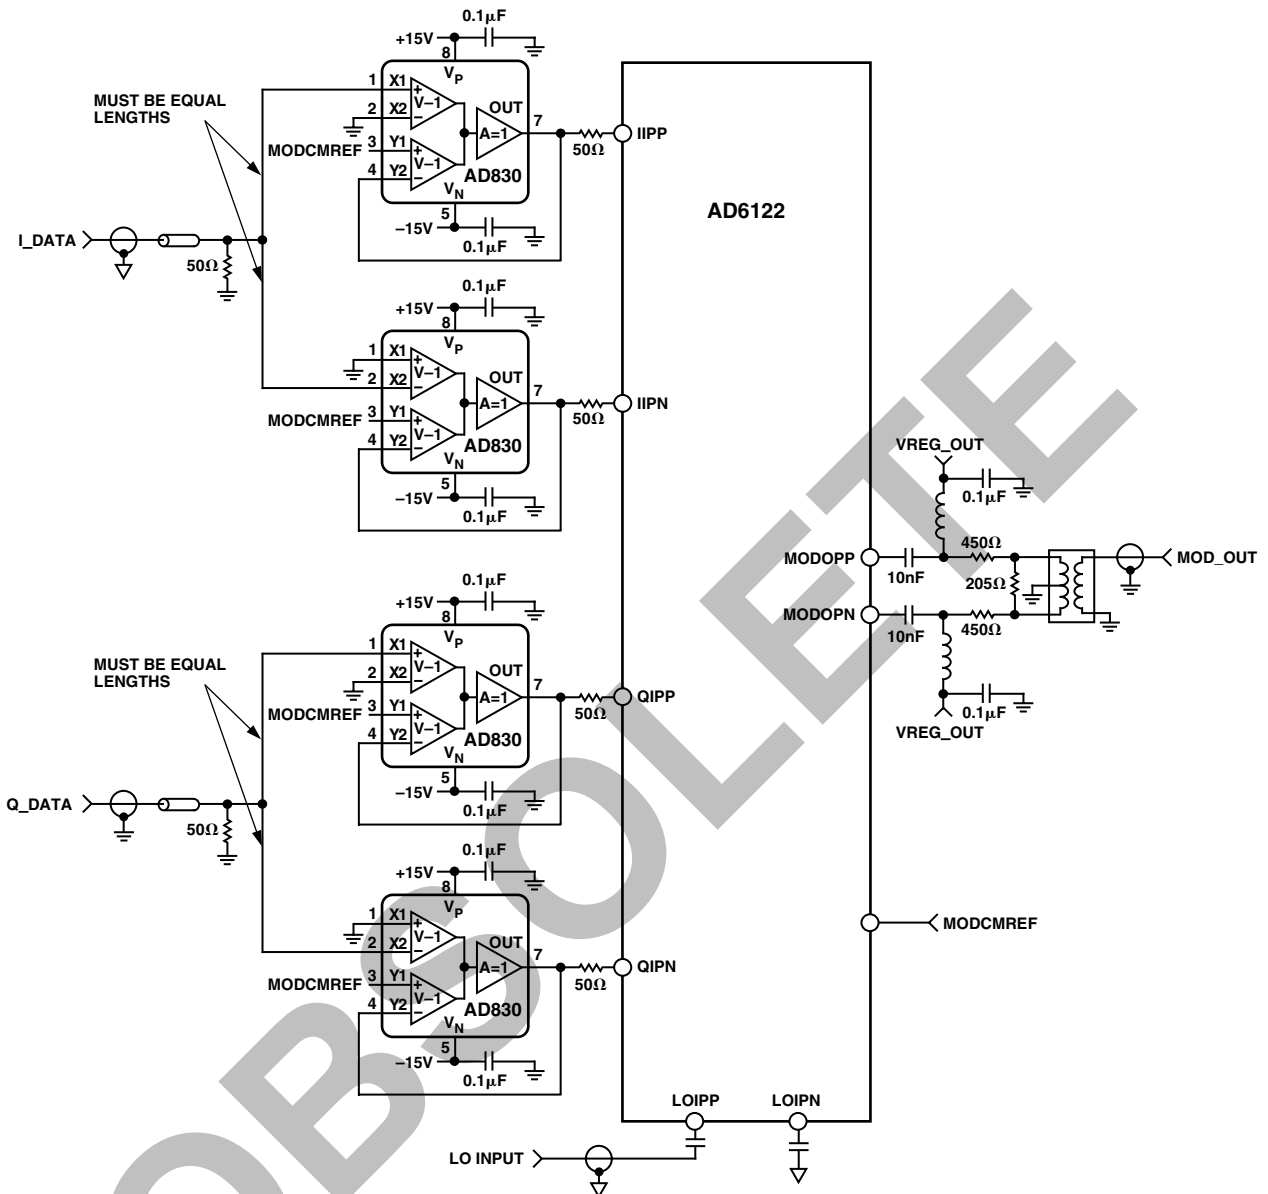 0.1μF
+15V
8
VP
MUST BE EQUAL
LENGTHS
1 X1
+
V–1
2 X2
–
OUT
7
A=1
MODCMREF 3 Y1
+
V–1
4 Y2
–
AD830
VN
5
–15V
0.1μF
50Ω
IIPP
AD6122
I_DATA
50Ω
0.1μF
+15V
8
VP
1 X1
+
V–1
2 X2
–
OUT
7
A=1
MODCMREF 3 Y1
+
V–1
4 Y2
–
AD830
VN
5
–15V
0.1μF
50Ω
IIPN
VREG_OUT
0.1μF
450Ω
MODOPP
10nF
205Ω
MOD_OUT
MODOPN
10nF
450Ω
0.1μF
VREG_OUT
0.1μF
+15V
8
VP
MUST BE EQUAL
LENGTHS
1 X1
+
V–1
2 X2
–
OUT
7
A=1
MODCMREF 3 Y1
+
V–1
4 Y2
–
AD830
VN
5
–15V
0.1μF
50Ω
QIPP
Q_DATA
50Ω
0.1μF
+15V
8
VP
1 X1
+
V–1
2 X2
–
OUT
7
A=1
MODCMREF 3 Y1
+
V–1
4 Y2
–
AD830
VN
5
–15V
0.1μF
50Ω
QIPN
MODCMREF
LOIPP
LOIPN
LO INPUT
OBSOLETE